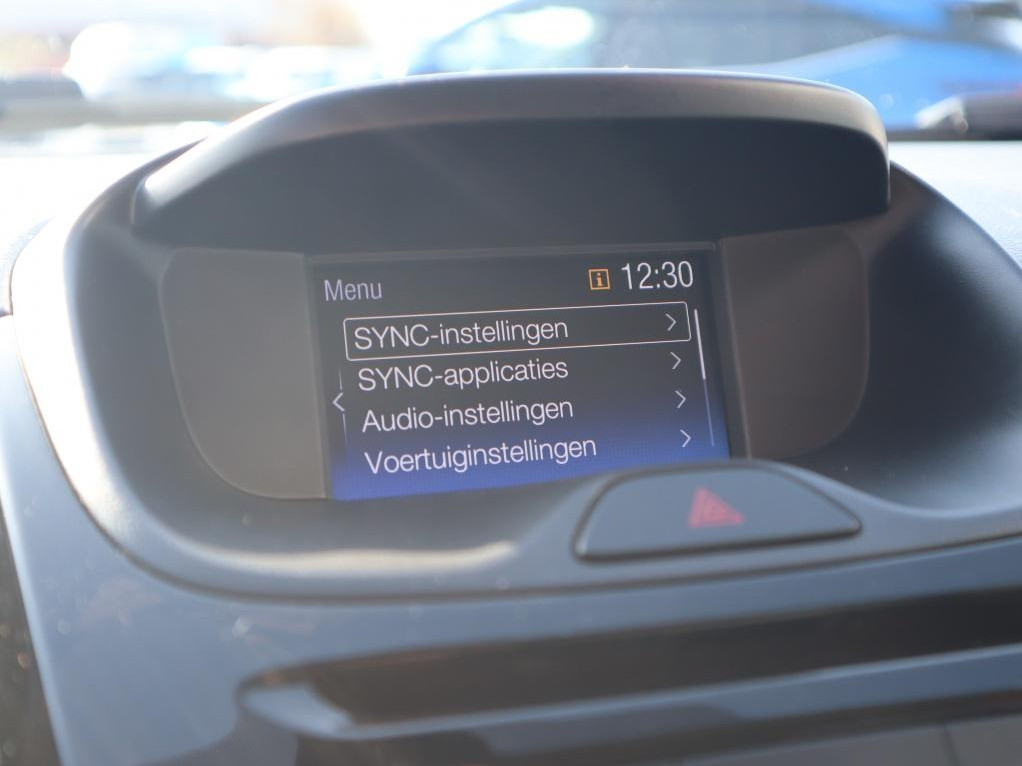 Menu i 12:30
SYNC-instellingen
SYNC-applicaties
Audio-instellingen
Voertuiginstellingen